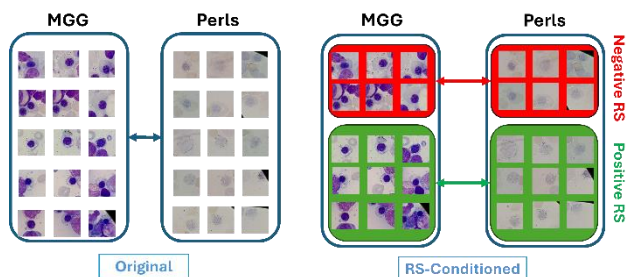 MGG
Perls
MGG
Perls
Negative RS
Positive RS
Original
RS-Conditioned